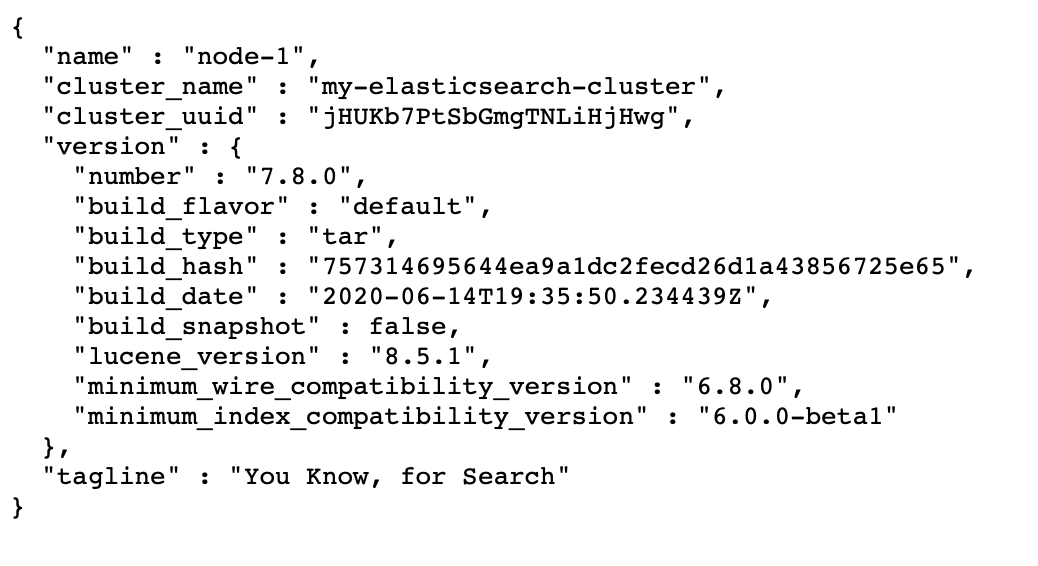 {
  "name" : "node-1",
  "cluster_name" : "my-elasticsearch-cluster",
  "cluster_uuid" : "jHUKb7PtSbGmgTNLiHjHwg",
  "version" : {
    "number" : "7.8.0",
    "build_flavor" : "default",
    "build_type" : "tar",
    "build_hash" : "757314695644ea9a1dc2fecd26d1a43856725e65",
    "build_date" : "2020-06-14T19:35:50.234439Z",
    "build_snapshot" : false,
    "lucene_version" : "8.5.1",
    "minimum_wire_compatibility_version" : "6.8.0",
    "minimum_index_compatibility_version" : "6.0.0-beta1"
  },
  "tagline" : "You Know, for Search"
}